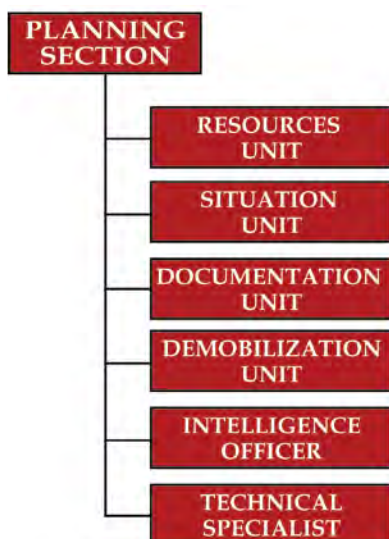 PLANNING
SECTION
RESOURCES
UNIT
SITUATION
UNIT
DOCUMENTATION
UNIT
DEMOBILIZATION
UNIT
INTELLIGENCE
OFFICER
TECHNICAL
SPECIALIST